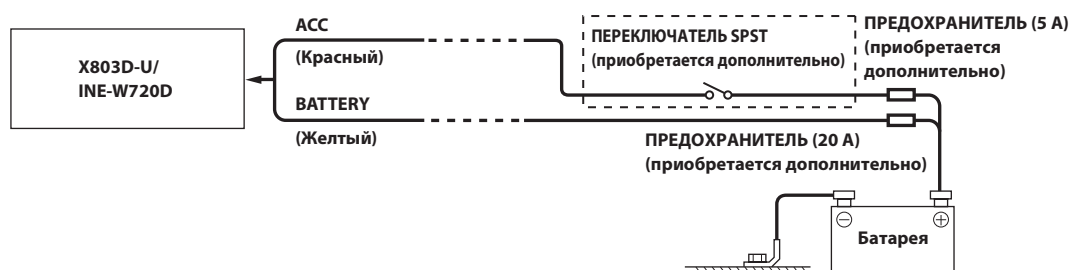 X803D-U/
INE-W720D
ACC
(Красный)
BATTERY
(Желтый)
ПЕРЕКЛЮЧАТЕЛЬ SPST
(приобретается дополнительно)
ПРЕДОХРАНИТЕЛЬ (5 A)
(приобретается
дополнительно)
ПРЕДОХРАНИТЕЛЬ (20 A)
(приобретается дополнительно)
Батарея